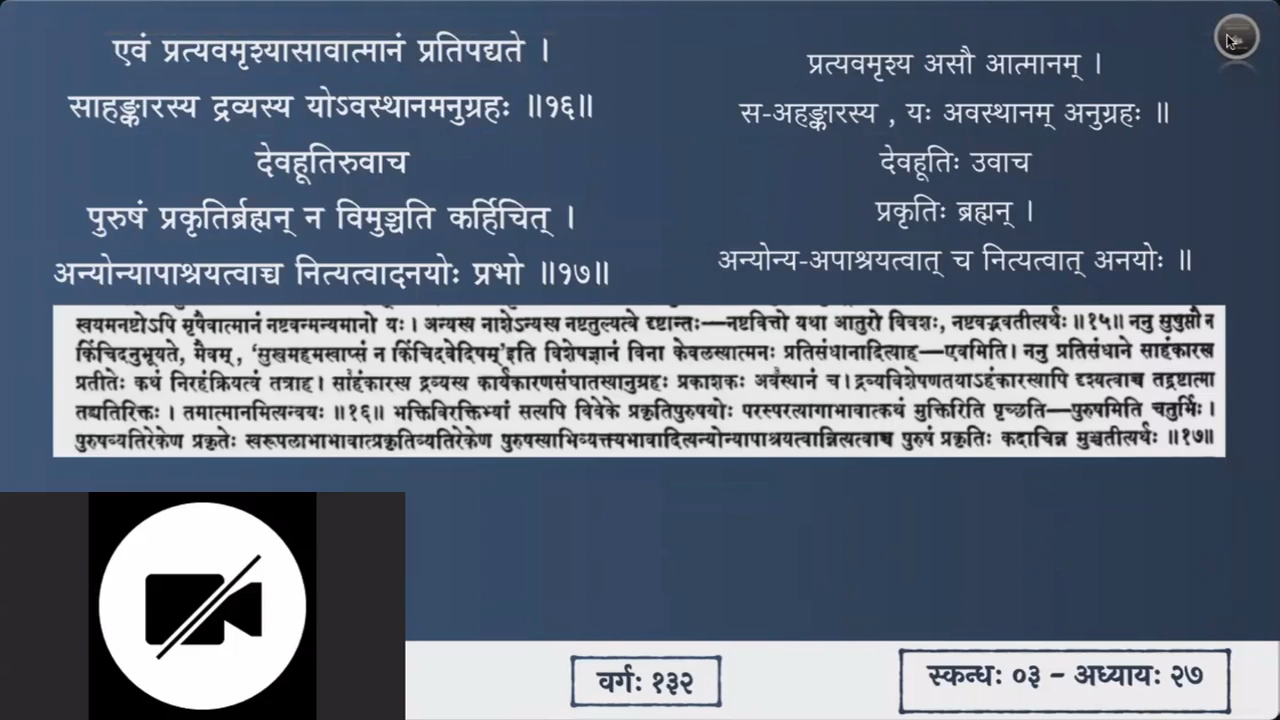 एवं प्रत्यवमृश्यासावात्मानं प्रतिपद्यते ।
साहङ्कारस्य द्रव्यस्य योऽवस्थानमनुग्रहः ॥१६॥
देवहूतिरुवाच
पुरुषं प्रकृतिर्ब्रह्मन् न विमुञ्चति कर्हिचित् ।
अन्योन्यापाश्रयत्वाच्च नित्यत्वादनयोः प्रभो ॥१७॥
प्रत्यवमृश्य असौ आत्मानम् ।
स-अहङ्कारस्य , यः अवस्थानम् अनुग्रहः ॥
देवहूतिः उवाच
प्रकृतिः ब्रह्मन् ।
अन्योन्य-अपाश्रयत्वात् च नित्यत्वात् अनयोः ॥
स्वयमनष्टोऽपि मृषैवात्मानं नष्टवन्मन्यमानो यः । अन्यस्य नाशेऽन्यस्य नष्टतुल्यत्वे दृष्टान्तः—नष्टवित्तो यथा आतुरो विवशः, नष्टवद्भवतीत्यर्थः ॥१५॥ ननु सुषुप्तौ न
किंचिदनुभूयते, मैवम्, 'सुखमहमस्वाप्सं न किंचिदवेदिषम्'इति विशेषज्ञानं विना केवलस्यात्मनः प्रतिसंधानादित्याह—एवमिति । ननु प्रतिसंधाने साहंकारस्य
प्रतीतेः कथं निरहंक्रियत्वं तत्राह । साहंकारस्य द्रव्यस्य कार्यकारणसंघातस्यानुग्रहः प्रकाशकः अवस्थानं च । द्रव्यविशेषणतयाऽहंकारस्यापि दृश्यत्वाच्च तद्द्रष्टात्मा
तद्व्यतिरिक्तः । तमात्मानमित्यन्वयः ॥१६॥ भक्तिविरक्तिभ्यां सत्यपि विवेके प्रकृतिपुरुषयोः परस्परत्यागाभावात्कथं मुक्तिरिति पृच्छति—पुरुषमिति चतुर्भिः ।
पुरुषव्यतिरेकेण प्रकृतेः स्वरूपलाभाभावात्प्रकृतिव्यतिरेकेण पुरुषस्याभिव्यक्त्यभावादित्यन्योन्यापाश्रयत्वान्नित्यत्वाच्च पुरुषं प्रकृतिः कदाचिन्न मुञ्चतीत्यर्थः ॥१७॥
वर्गः १३२
स्कन्धः ०३ – अध्यायः २७